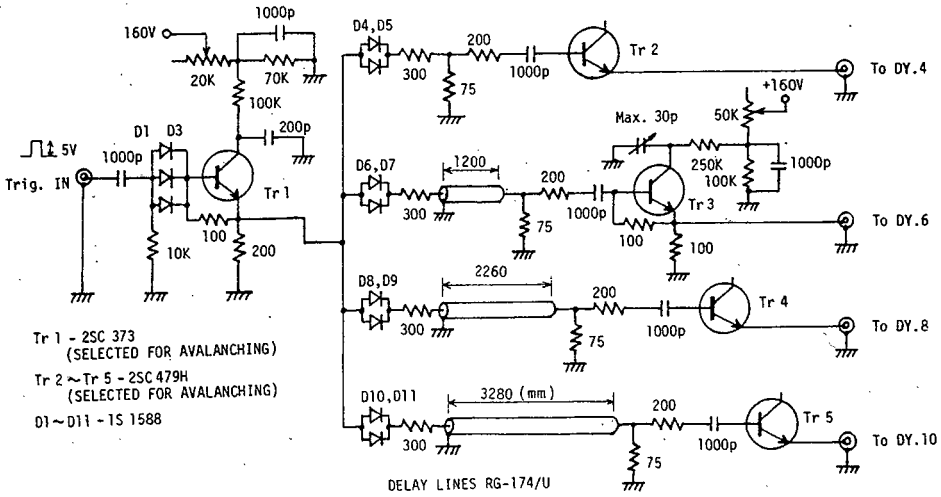 160V
1000p
20K
70K
100K
200p
5V
D1
D3
1000p
Trig. IN
Tr 1
100
10K
200
D4,D5
300
75
200
1000p
Tr 2
To DY.4
+160V
50K
Max. 30p
250K
100K
1000p
D6,D7
1200
300
75
200
1000p
Tr 3
100
100
To DY.6
D8,D9
2260
300
75
200
1000p
Tr 4
To DY.8
D10,D11
3280 (mm)
300
75
200
1000p
Tr 5
To DY.10
Tr 1 - 2SC 373
(SELECTED FOR AVALANCHING)
Tr 2 ~ Tr 5 - 2SC 479H
(SELECTED FOR AVALANCHING)
D1 ~ D11 - 1S 1588
DELAY LINES RG-174/U